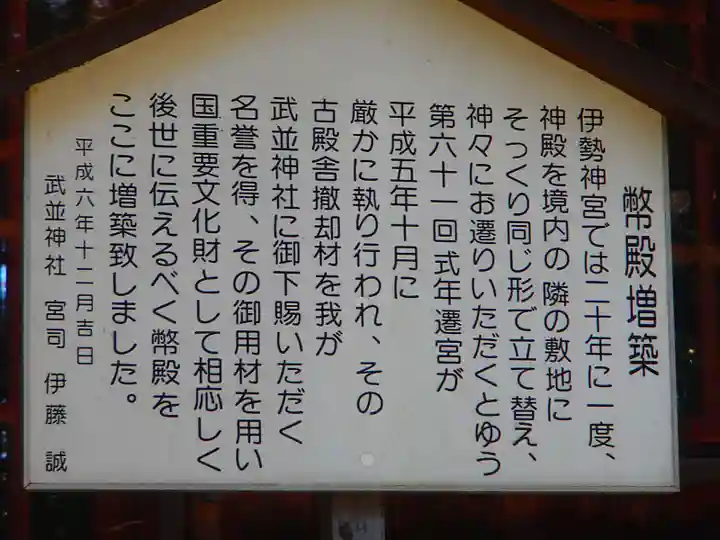 幣殿増築
伊勢神宮では二十年に一度、
神殿を境内の隣の敷地に
そっくり同じ形で立て替え、
神々にお遷りいただくとゆう
第六十一回式年遷宮が
平成五年十月に
厳かに執り行われ、その
古殿舎撤却材を我が
武並神社に御下賜いただく
名誉を得、その御用材を用い
国重要文化財として相応しく
後世に伝えるべく幣殿を
ここに増築致しました。
平成六年十二月吉日
武並神社 宮司 伊藤 誠